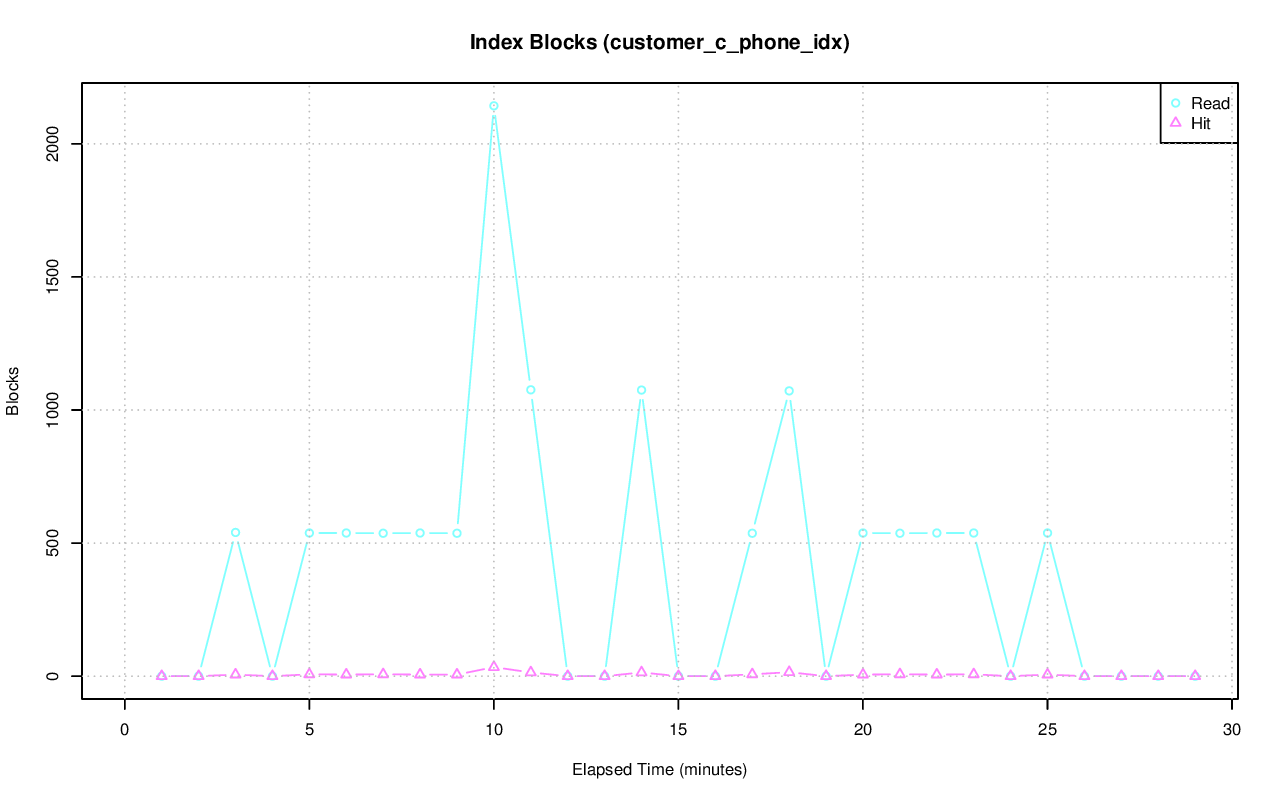 Index Blocks (customer_c_phone_idx)
Read
Hit
2000
1500
1000
500
0
Blocks
0 5 10 15 20 25 30
Elapsed Time (minutes)